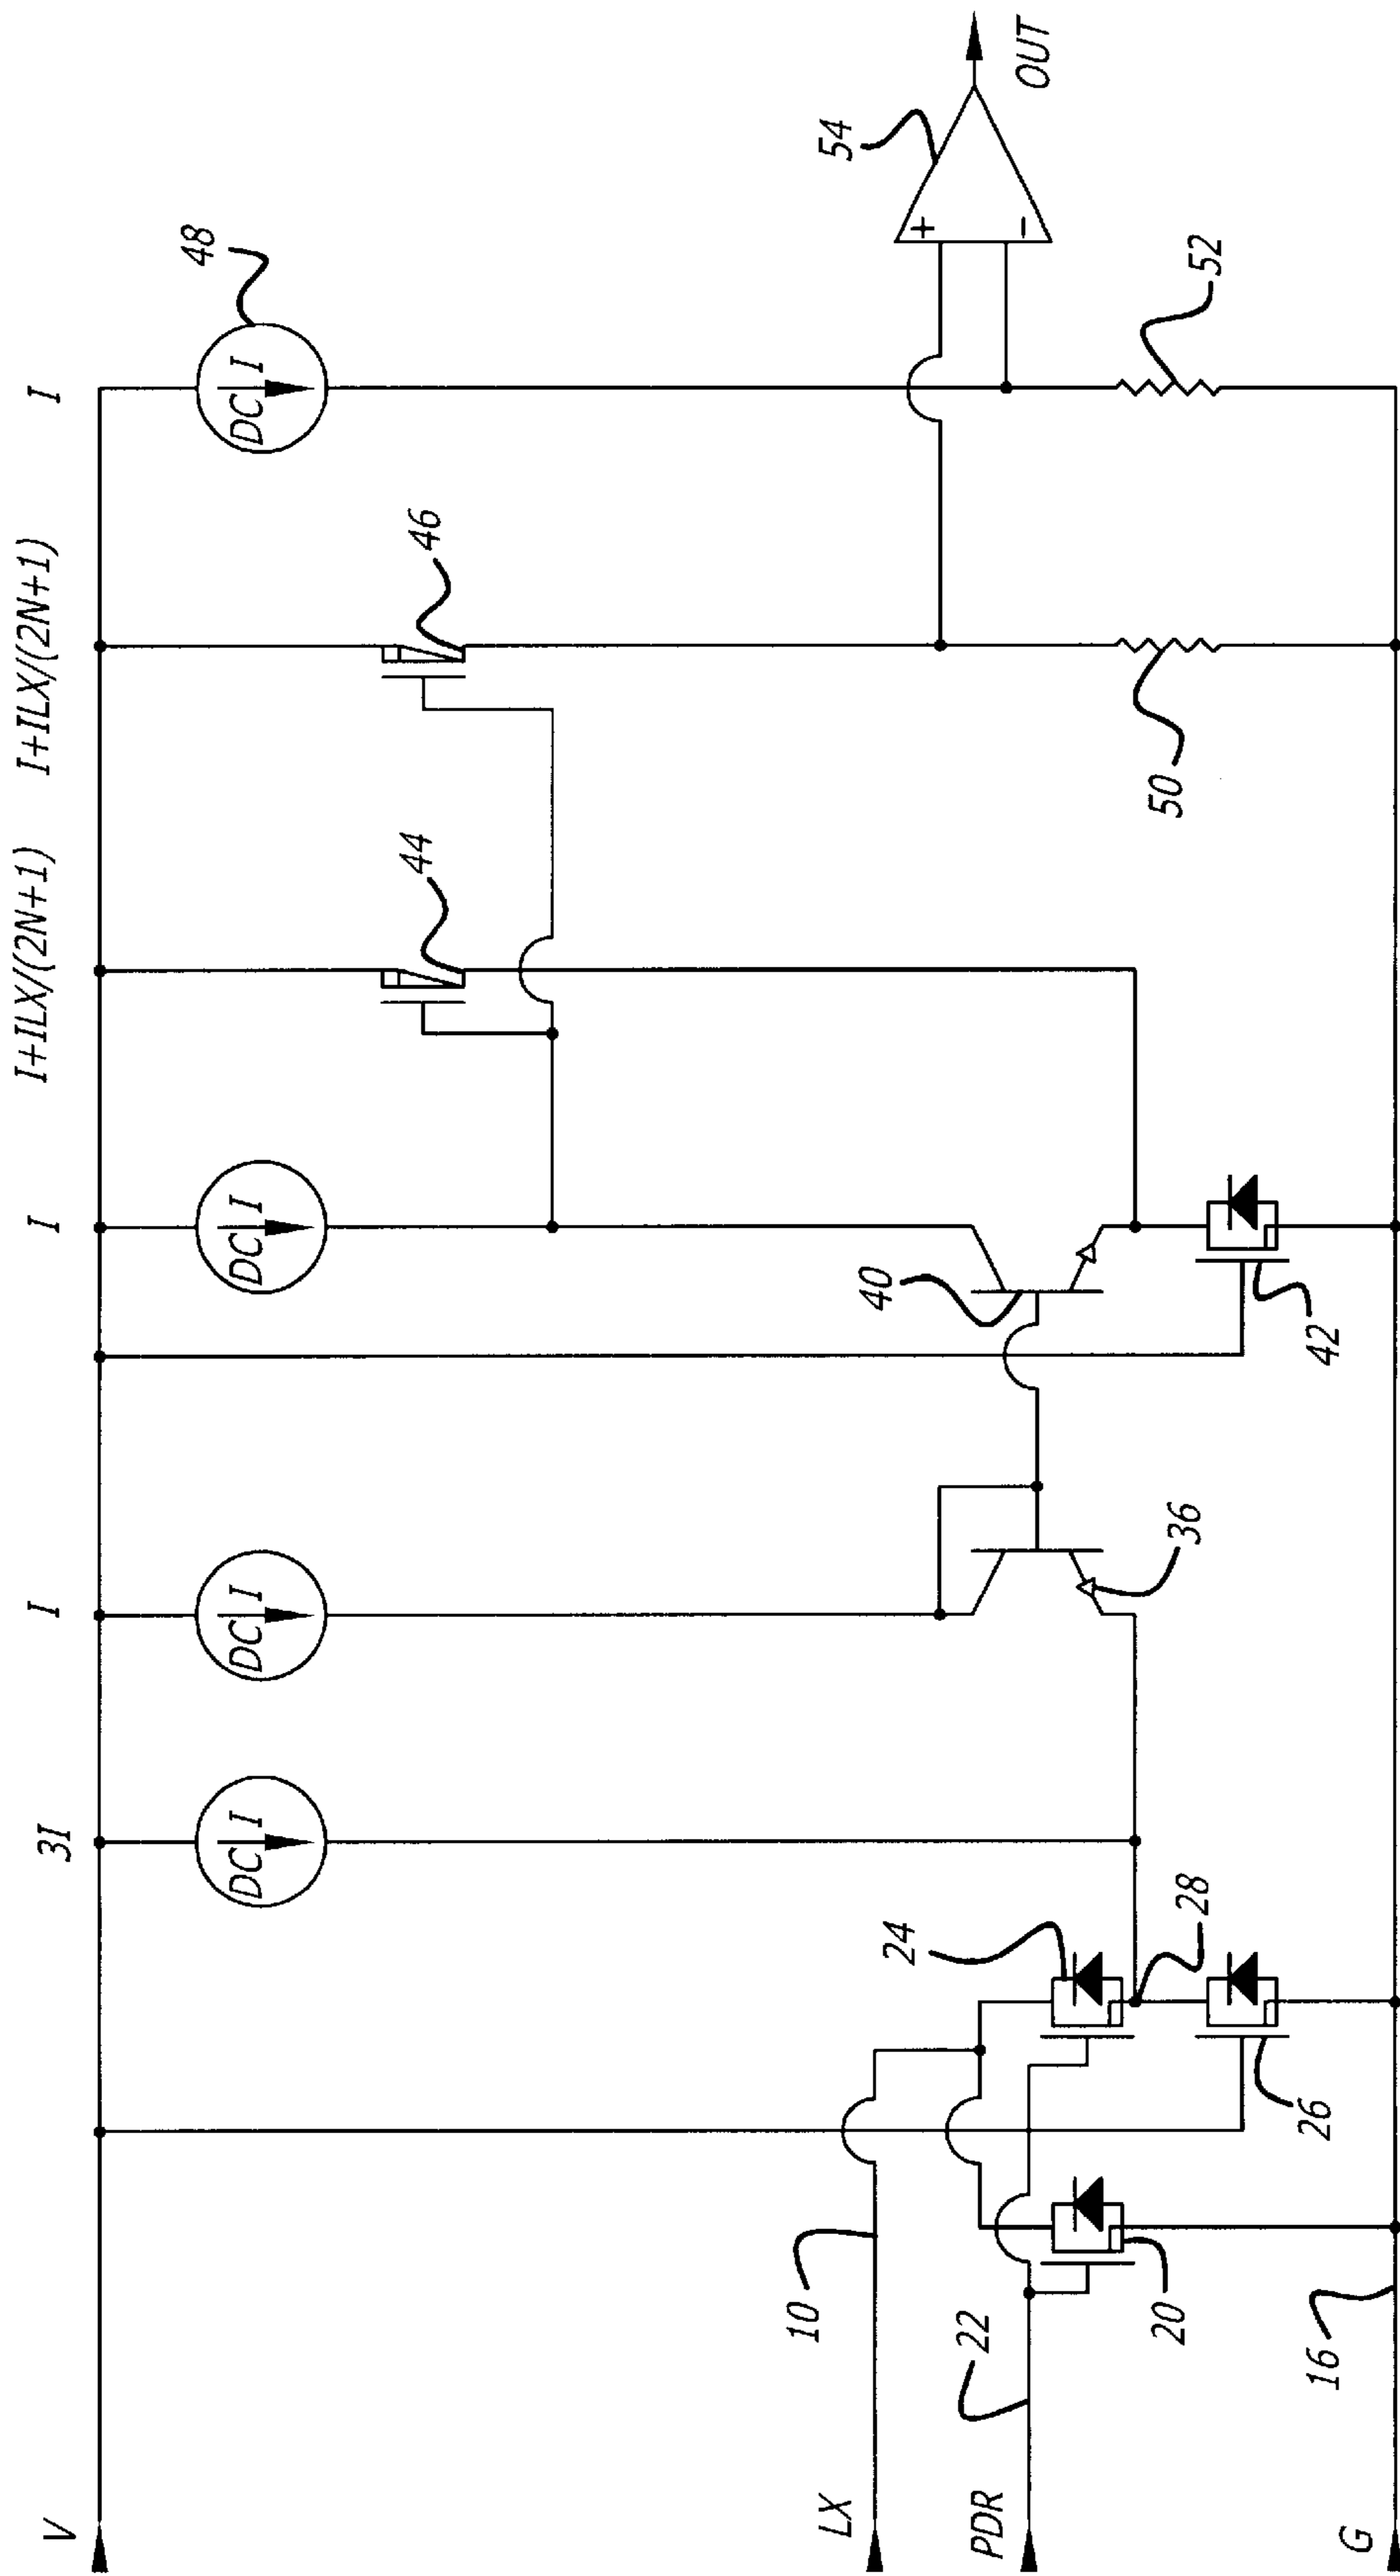 V
3I
I
I
I+ILX/(2N+1)
I+ILX/(2N+1)
I
DC I
DC I
DC I
DC I
48
44
46
LX
10
PDR
22
20
24
28
26
36
40
42
50
52
54
+
-
OUT
G
16